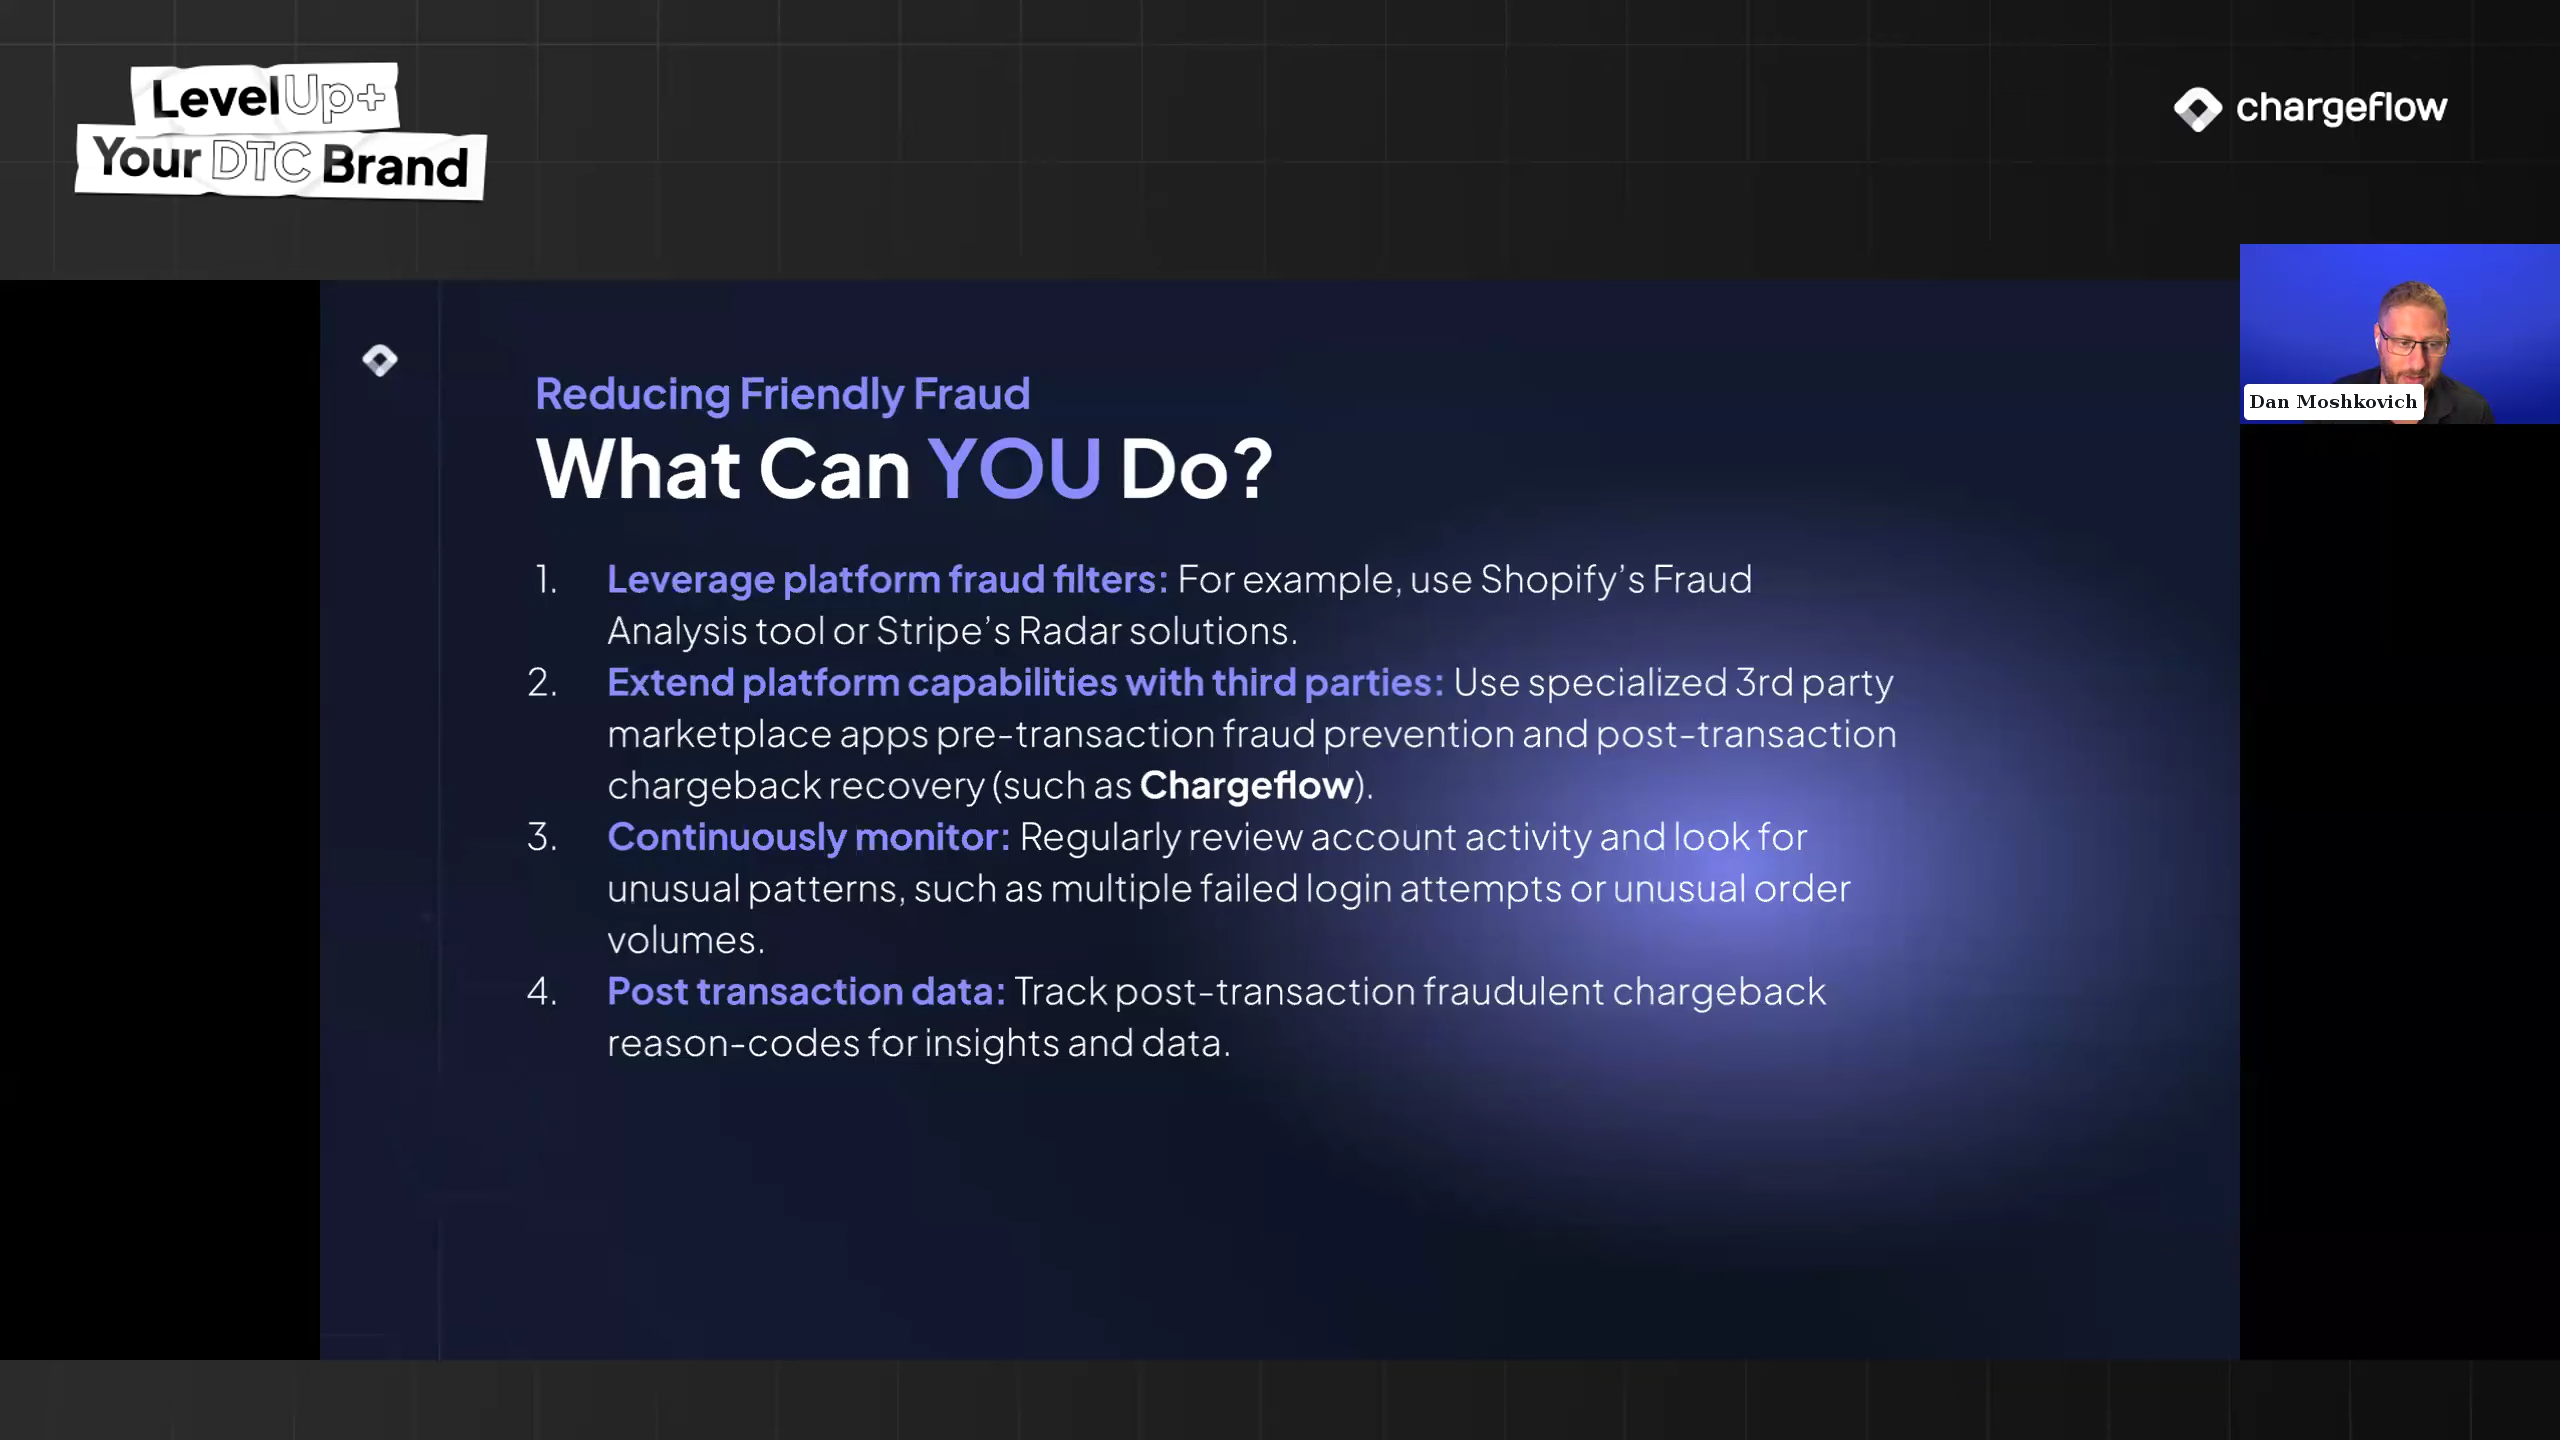 LevelUp+
Your DTC Brand
chargeflow
Dan Moshkovich
Reducing Friendly Fraud
What Can YOU Do?
1. Leverage platform fraud filters: For example, use Shopify’s Fraud
Analysis tool or Stripe’s Radar solutions.
2. Extend platform capabilities with third parties: Use specialized 3rd party
marketplace apps pre-transaction fraud prevention and post-transaction
chargeback recovery (such as Chargeflow).
3. Continuously monitor: Regularly review account activity and look for
unusual patterns, such as multiple failed login attempts or unusual order
volumes.
4. Post transaction data: Track post-transaction fraudulent chargeback
reason-codes for insights and data.